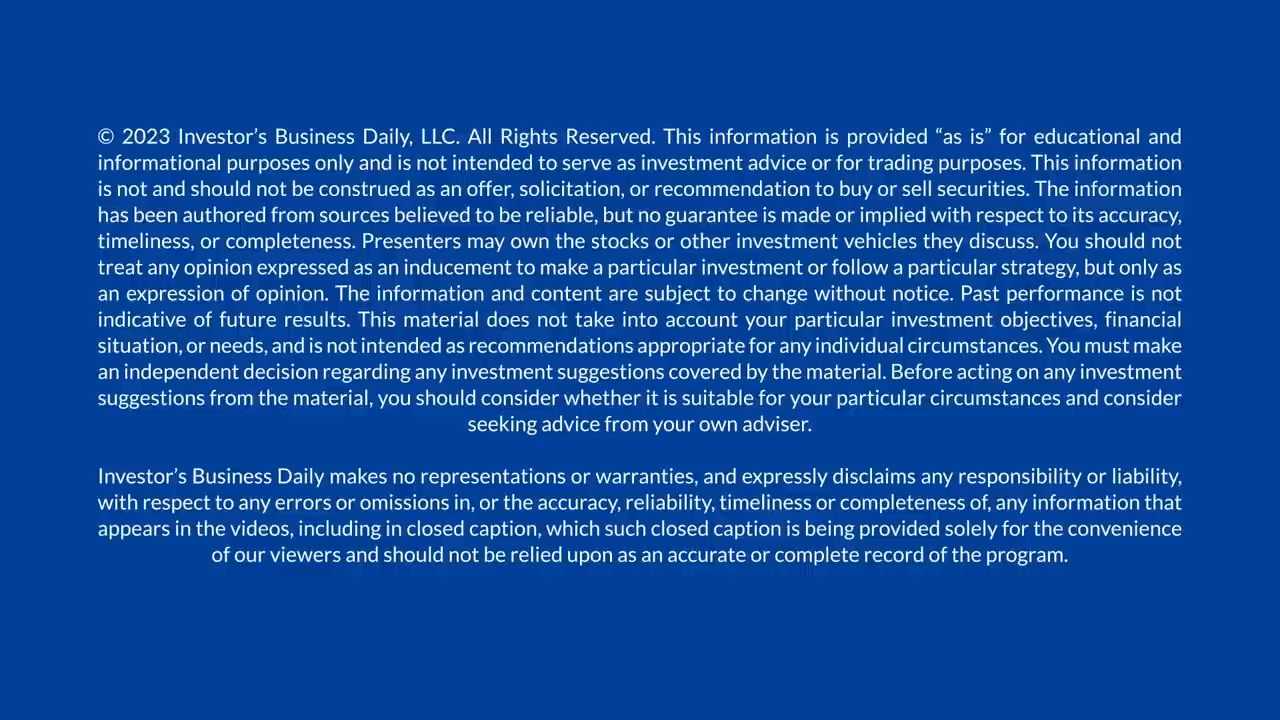 © 2023 Investor’s Business Daily, LLC. All Rights Reserved. This information is provided “as is” for educational and
informational purposes only and is not intended to serve as investment advice or for trading purposes. This information
is not and should not be construed as an offer, solicitation, or recommendation to buy or sell securities. The information
has been authored from sources believed to be reliable, but no guarantee is made or implied with respect to its accuracy,
timeliness, or completeness. Presenters may own the stocks or other investment vehicles they discuss. You should not
treat any opinion expressed as an inducement to make a particular investment or follow a particular strategy, but only as
an expression of opinion. The information and content are subject to change without notice. Past performance is not
indicative of future results. This material does not take into account your particular investment objectives, financial
situation, or needs, and is not intended as recommendations appropriate for any individual circumstances. You must make
an independent decision regarding any investment suggestions covered by the material. Before acting on any investment
suggestions from the material, you should consider whether it is suitable for your particular circumstances and consider
seeking advice from your own adviser.
Investor’s Business Daily makes no representations or warranties, and expressly disclaims any responsibility or liability,
with respect to any errors or omissions in, or the accuracy, reliability, timeliness or completeness of, any information that
appears in the videos, including in closed caption, which such closed caption is being provided solely for the convenience
of our viewers and should not be relied upon as an accurate or complete record of the program.